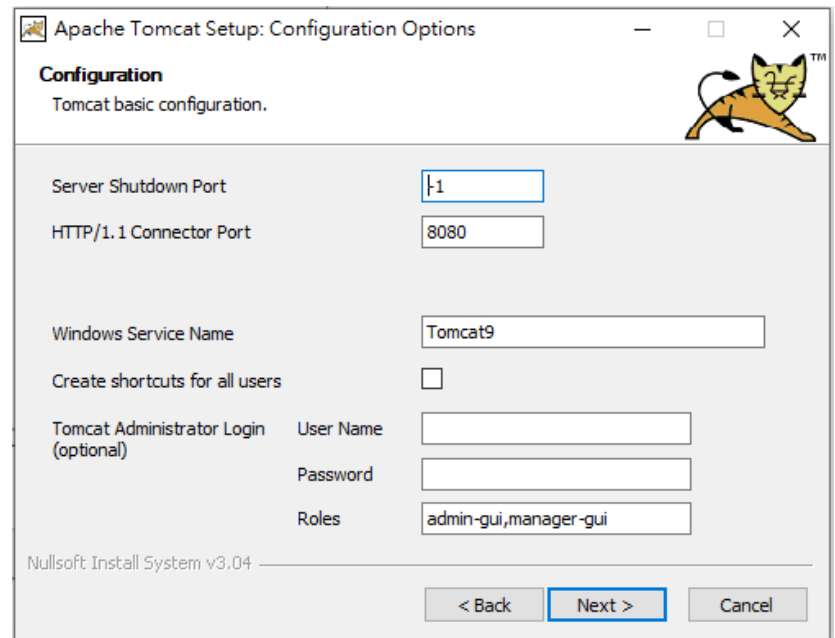 Apache Tomcat Setup: Configuration Options
Configuration
Tomcat basic configuration.
TM
Server Shutdown Port -1
HTTP/1.1 Connector Port 8080
Windows Service Name Tomcat9
Create shortcuts for all users
Tomcat Administrator Login
(optional)
User Name
Password
Roles admin-gui,manager-gui
Nullsoft Install System v3.04
< Back Next > Cancel